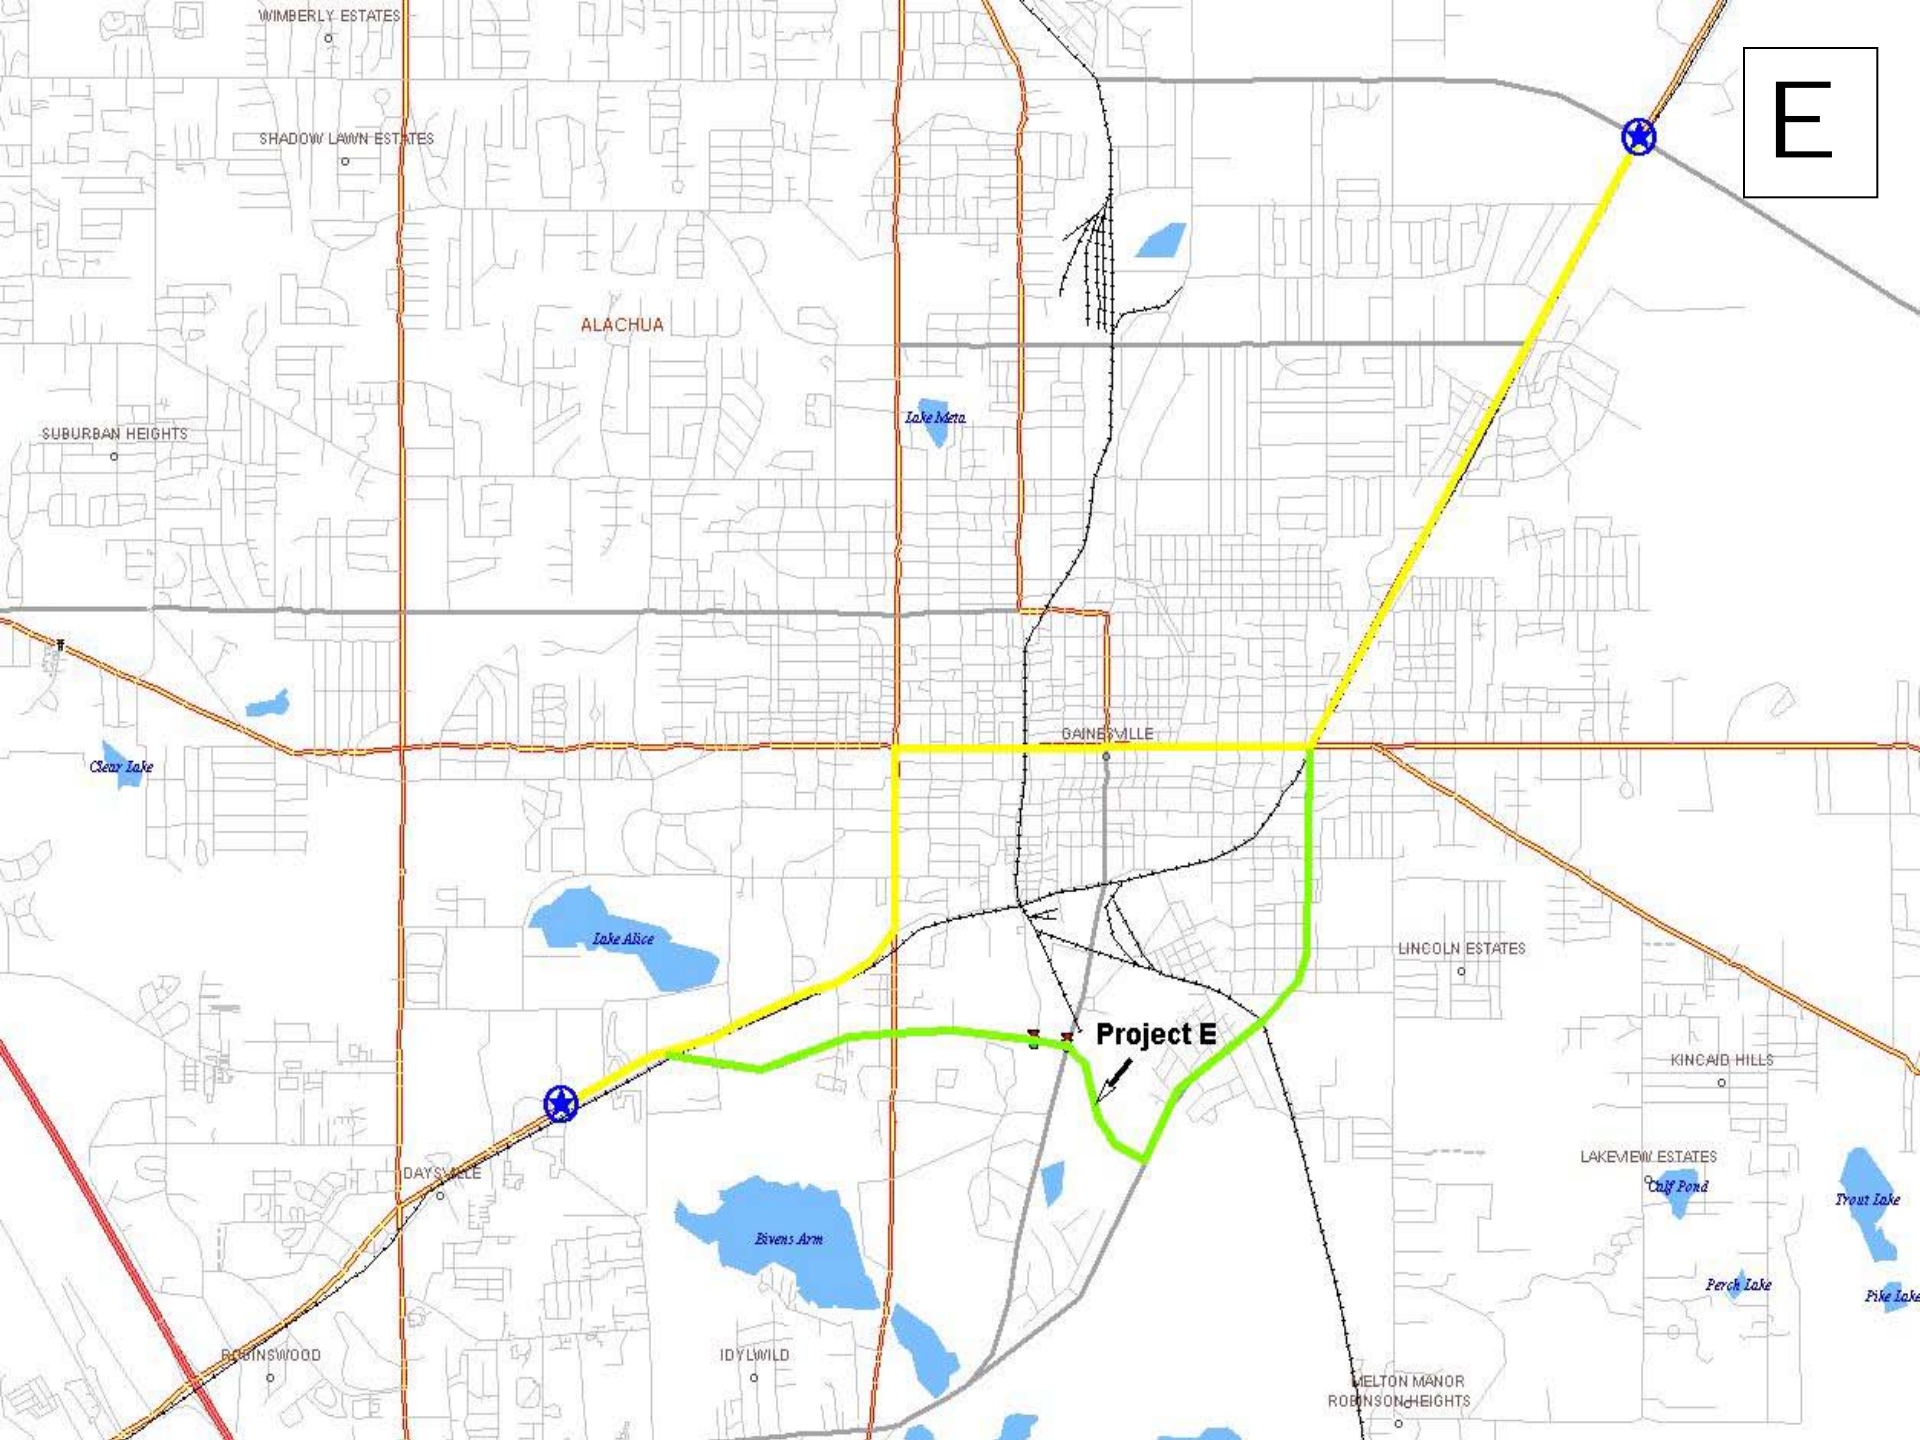 WIMBERLY ESTATES
E
SHADOW LAWN ESTATES
ALACHUA
Lake Meta
SUBURBAN HEIGHTS
GAINESVILLE
Clear Lake
Lake Alice
LINCOLN ESTATES
Project E
KINCAID HILLS
LAKEVIEW ESTATES
DAYSVILLE
Calf Pond
Trout Lake
Bivens Arm
Perch Lake
Pike Lake
ROBINSWOOD
IDYLWILD
MELTON MANOR
ROBINSON HEIGHTS